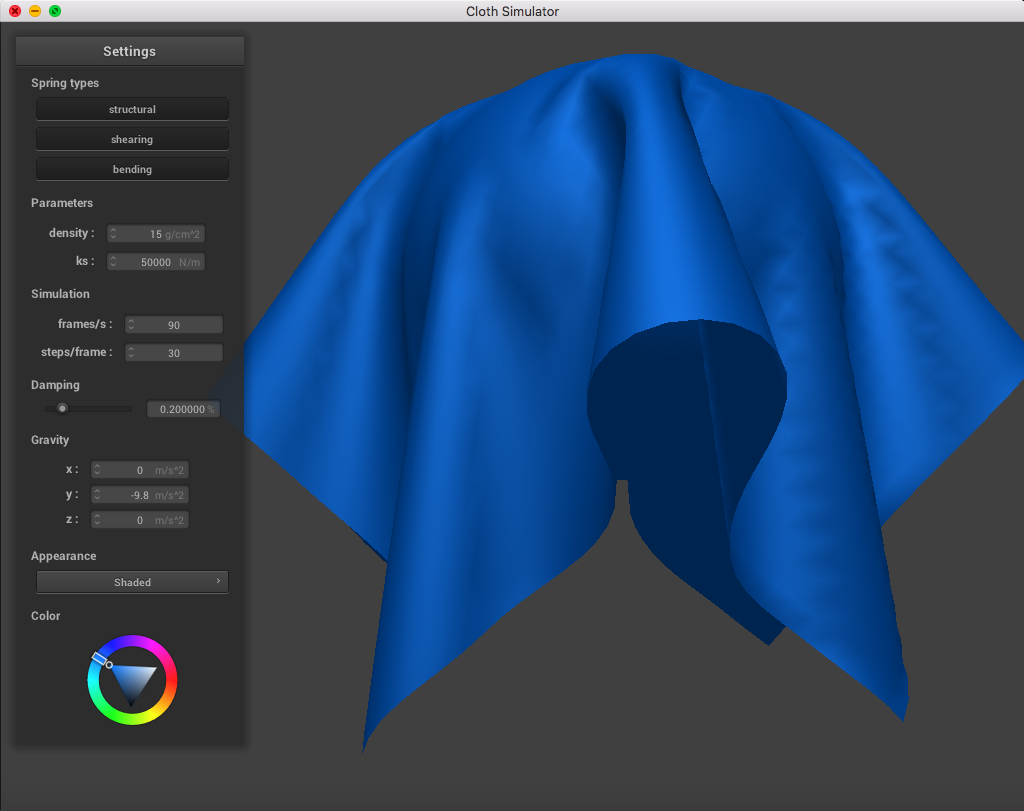 Cloth Simulator
Settings
Spring types
structural
shearing
bending
Parameters
density : 15 g/cm^2
ks : 50000 N/m
Simulation
frames/s : 90
steps/frame : 30
Damping
0.200000 %
Gravity
x : 0 m/s^2
y : -9.8 m/s^2
z : 0 m/s^2
Appearance
Shaded
Color